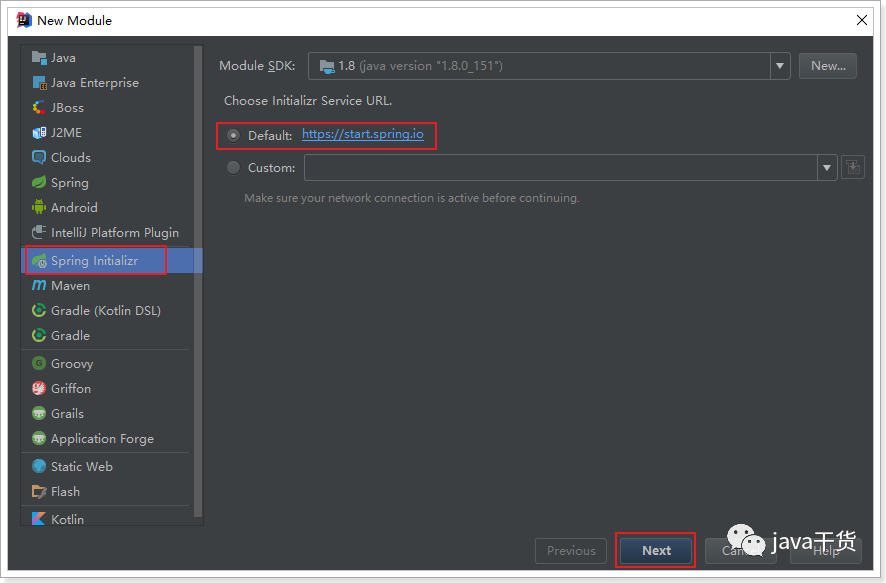 New Module
Java
Java Enterprise
JBoss
J2ME
Clouds
Spring
Android
IntelliJ Platform Plugin
Spring Initializr
Maven
Gradle (Kotlin DSL)
Gradle
Groovy
Griffon
Grails
Application Forge
Static Web
Flash
Kotlin
Module SDK: 1.8 (java version "1.8.0_151") New...
Choose Initializr Service URL.
Default: https://start.spring.io
Custom:
Make sure your network connection is active before continuing.
Previous Next Cancel Help
java干货